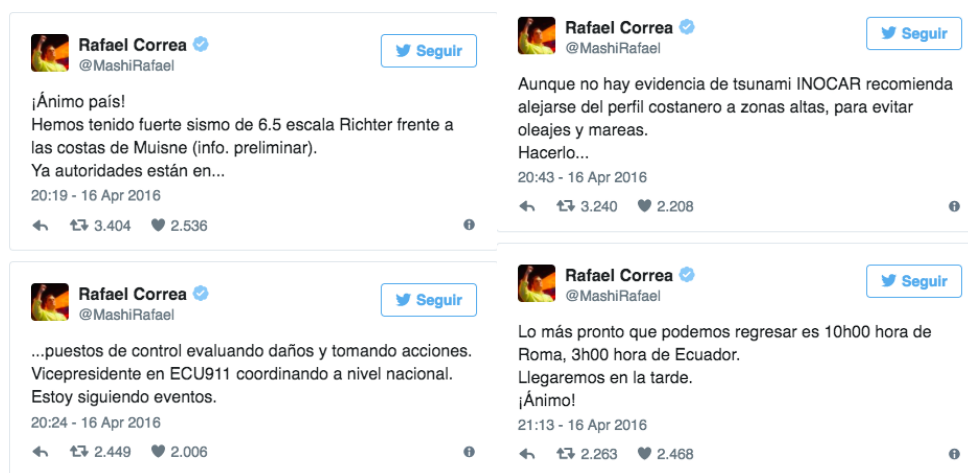 Rafael Correa
@MashiRafael
Seguir
¡Ánimo país!
Hemos tenido fuerte sismo de 6.5 escala Richter frente a
las costas de Muisne (info. preliminar).
Ya autoridades están en...
20:19 - 16 Apr 2016
3.404 2.536
Rafael Correa
@MashiRafael
Seguir
...puestos de control evaluando daños y tomando acciones.
Vicepresidente en ECU911 coordinando a nivel nacional.
Estoy siguiendo eventos.
20:24 - 16 Apr 2016
2.449 2.006
Rafael Correa
@MashiRafael
Seguir
Aunque no hay evidencia de tsunami INOCAR recomienda
alejarse del perfil costanero a zonas altas, para evitar
oleajes y mareas.
Hacerlo...
20:43 - 16 Apr 2016
3.240 2.208
Rafael Correa
@MashiRafael
Seguir
Lo más pronto que podemos regresar es 10h00 hora de
Roma, 3h00 hora de Ecuador.
Llegaremos en la tarde.
¡Ánimo!
21:13 - 16 Apr 2016
2.263 2.468